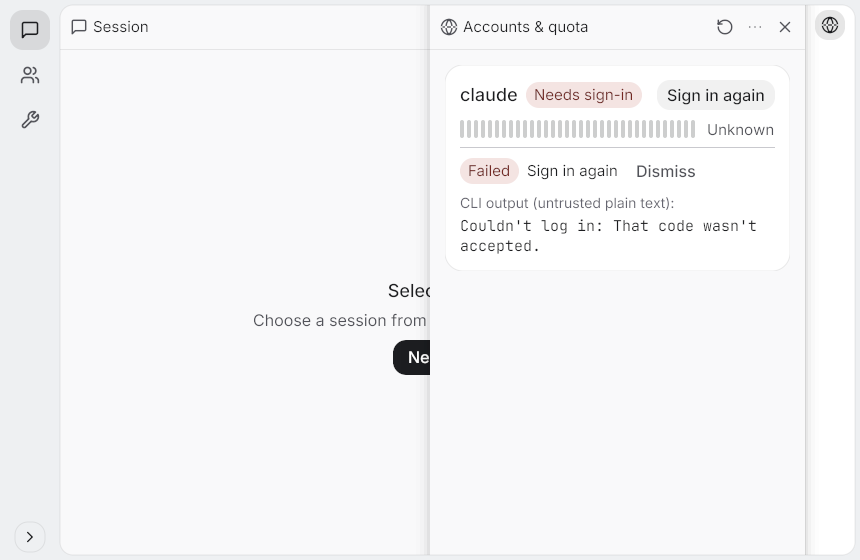 Session
Accounts & quota
claude
Needs sign-in
Sign in again
Unknown
Failed
Sign in again
Dismiss
CLI output (untrusted plain text):
Couldn't log in: That code wasn't
accepted.
Selec
Choose a session from
Ne